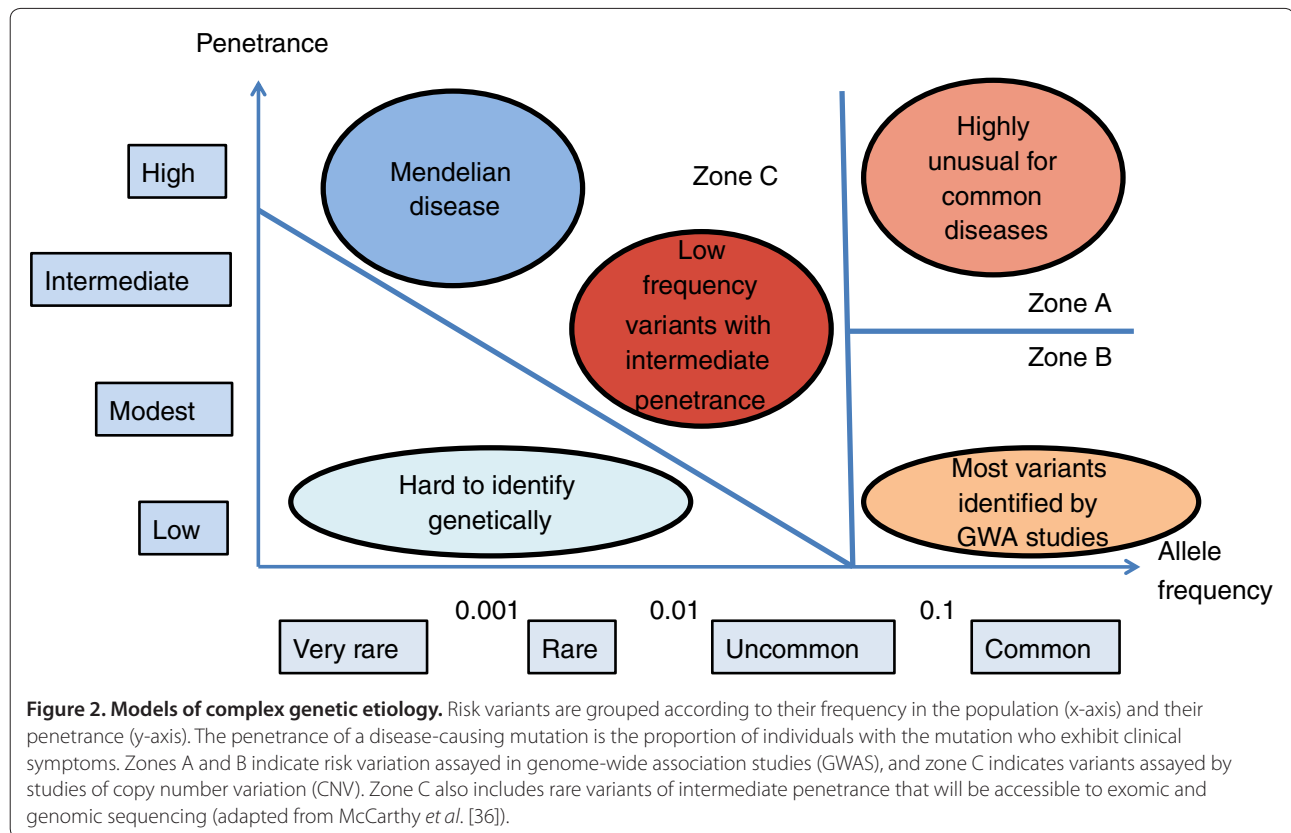 Penetrance
High
Intermediate
Modest
Low
Mendelian
disease
Zone C
Highly
unusual for
common
diseases
Low
frequency
variants with
intermediate
penetrance
Zone A
Zone B
Hard to identify
genetically
Most variants
identified by
GWA studies
Allele
frequency
0.001
0.01
0.1
Very rare
Rare
Uncommon
Common
Figure 2. Models of complex genetic etiology. Risk variants are grouped according to their frequency in the population (x-axis) and their
penetrance (y-axis). The penetrance of a disease-causing mutation is the proportion of individuals with the mutation who exhibit clinical
symptoms. Zones A and B indicate risk variation assayed in genome-wide association studies (GWAS), and zone C indicates variants assayed by
studies of copy number variation (CNV). Zone C also includes rare variants of intermediate penetrance that will be accessible to exomic and
genomic sequencing (adapted from McCarthy et al. [36]).